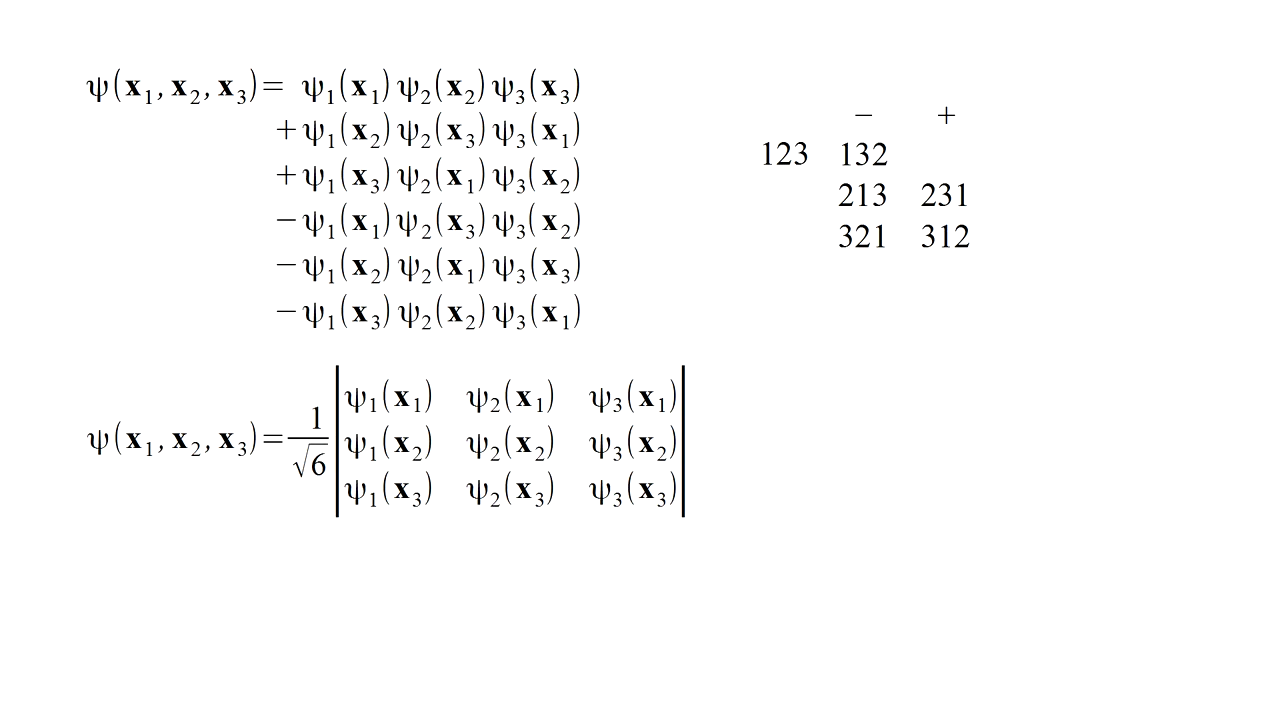 ψ(x₁, x₂, x₃)= ψ₁(x₁)ψ₂(x₂)ψ₃(x₃)
+ψ₁(x₂)ψ₂(x₃)ψ₃(x₁)
+ψ₁(x₃)ψ₂(x₁)ψ₃(x₂)
−ψ₁(x₁)ψ₂(x₃)ψ₃(x₂)
−ψ₁(x₂)ψ₂(x₁)ψ₃(x₃)
−ψ₁(x₃)ψ₂(x₂)ψ₃(x₁)
− +
123 132
213 231
321 312
ψ(x₁, x₂, x₃)= 1/√6 |ψ₁(x₁) ψ₂(x₁) ψ₃(x₁)|
|ψ₁(x₂) ψ₂(x₂) ψ₃(x₂)|
|ψ₁(x₃) ψ₂(x₃) ψ₃(x₃)|